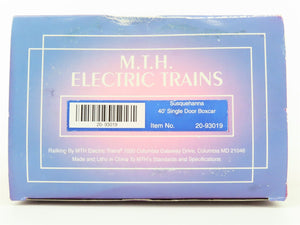 M.T.H.
ELECTRIC TRAINS
Susquehanna
40' Single Door Boxcar
20-93019
Item No. 20-93019
RailKing By MTH Electric Trains® 7020 Columbia Gateway Drive, Columbia MD 21046
Made and Litho in China To MTH's Standards and Specifications